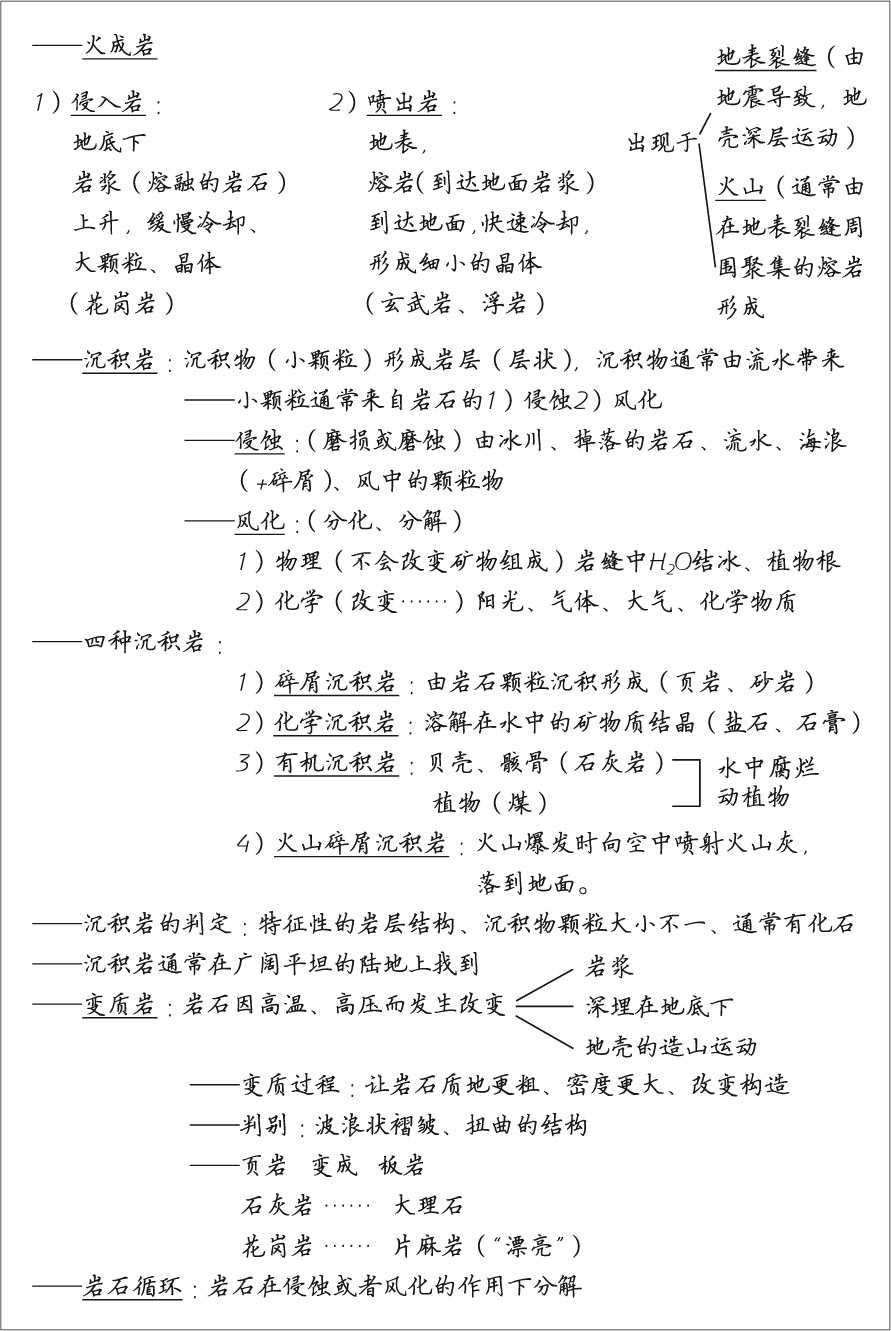 ——火成岩
1）侵入岩：
地底下
岩浆（熔融的岩石）
上升，缓慢冷却、
大颗粒、晶体
（花岗岩）
2）喷出岩：
地表，
熔岩（到达地面岩浆）
到达地面，快速冷却，
形成细小的晶体
（玄武岩、浮岩）
出现于
地表裂缝（由
地震导致，地
壳深层运动）
火山（通常由
在地表裂缝周
围聚集的熔岩
形成
——沉积岩：沉积物（小颗粒）形成岩层（层状），沉积物通常由流水带来
——小颗粒通常来自岩石的1）侵蚀2）风化
——侵蚀：（磨损或磨蚀）由冰川、掉落的岩石、流水、海浪
（+碎屑）、风中的颗粒物
——风化：（分化、分解）
1）物理（不会改变矿物组成）岩缝中H₂O结冰、植物根
2）化学（改变……）阳光、气体、大气、化学物质
——四种沉积岩：
1）碎屑沉积岩：由岩石颗粒沉积形成（页岩、砂岩）
2）化学沉积岩：溶解在水中的矿物质结晶（盐石、石膏）
3）有机沉积岩：贝壳、骸骨（石灰岩）
植物（煤）
水中腐烂
动植物
4）火山碎屑沉积岩：火山爆发时向空中喷射火山灰，
落到地面。
——沉积岩的判定：特征性的岩层结构、沉积物颗粒大小不一、通常有化石
——沉积岩通常在广阔平坦的陆地上找到
——变质岩：岩石因高温、高压而发生改变
岩浆
深埋在地底下
地壳的造山运动
——变质过程：让岩石质地更粗、密度更大、改变构造
——判别：波浪状褶皱、扭曲的结构
——页岩 变成 板岩
石灰岩…… 大理石
花岗岩…… 片麻岩（“漂亮”）
——岩石循环：岩石在侵蚀或者风化的作用下分解